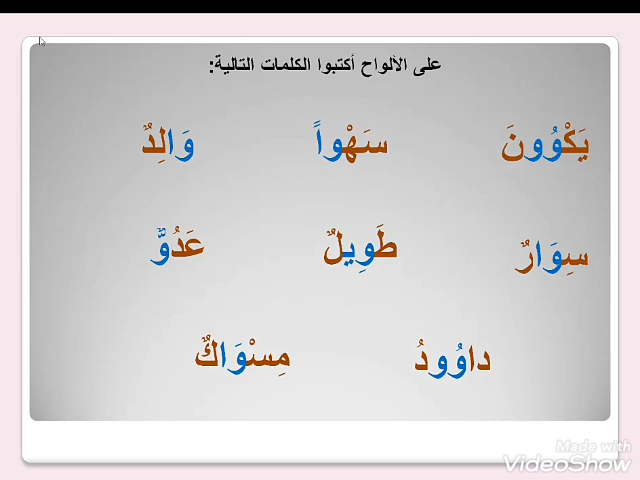 على الألواح أكتبوا الكلمات التالية:
يَكْوُونَ سَهْواً وَالِدٌ
سِوَارٌ طَوِيلٌ عَدُوٌّ
داوُودُ مِسْوَاكٌ
Made with
VideoShow